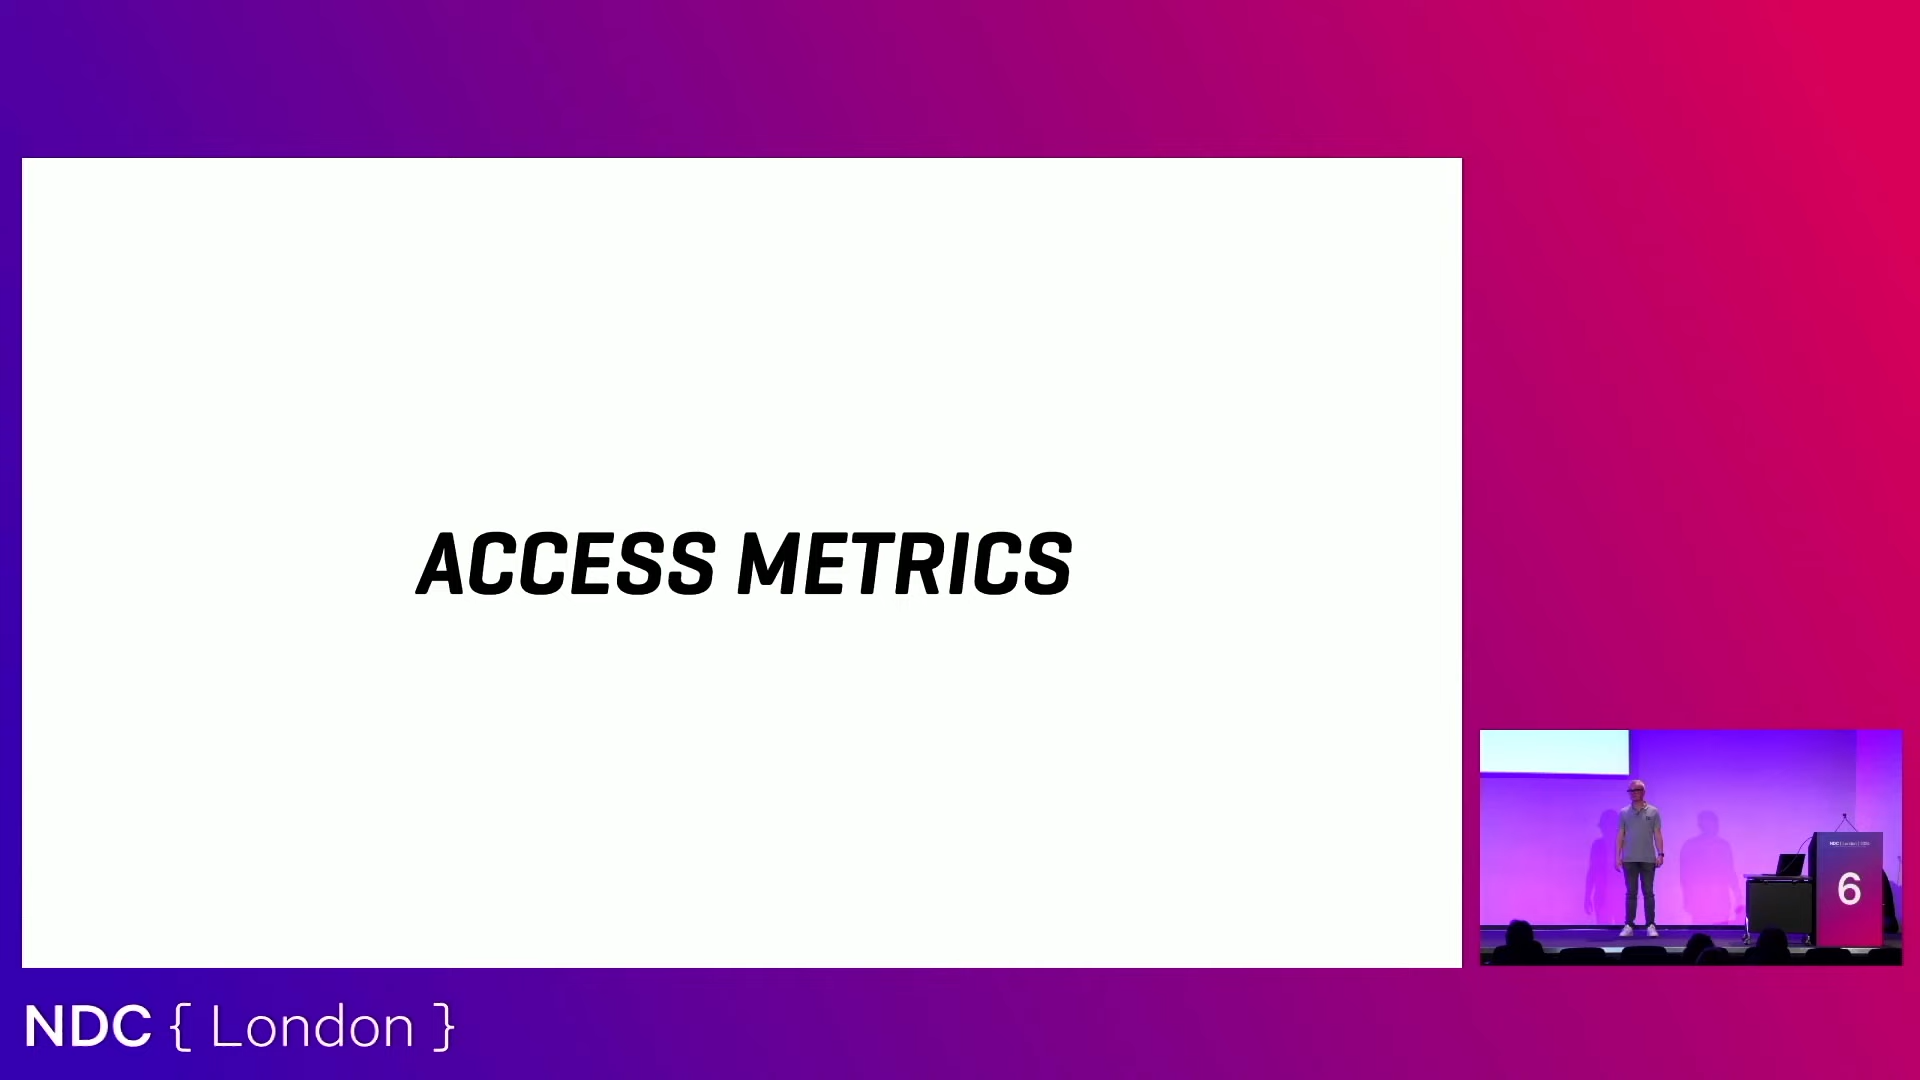 ACCESS METRICS
6
NDC { London }